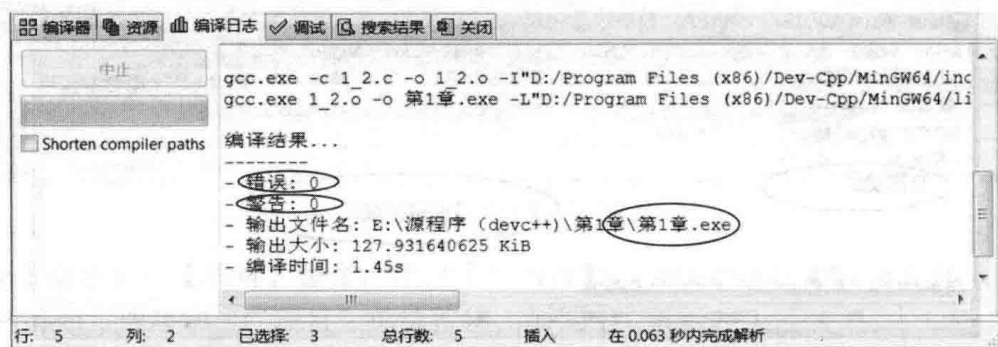 编译器 资源 编译日志 调试 搜索结果 关闭
中止
Shorten compiler paths
gcc.exe -c 1_2.c -o 1_2.o -I"D:/Program Files (x86)/Dev-Cpp/MinGW64/inc
gcc.exe 1_2.o -o 第1章.exe -L"D:/Program Files (x86)/Dev-Cpp/MinGW64/li
编译结果...
--------
- 错误: 0
- 警告: 0
- 输出文件名: E:\源程序 (devc++)\第1章\第1章.exe
- 输出大小: 127.931640625 KiB
- 编译时间: 1.45s
行: 5 列: 2 已选择: 3 总行数: 5 插入 在 0.063 秒内完成解析